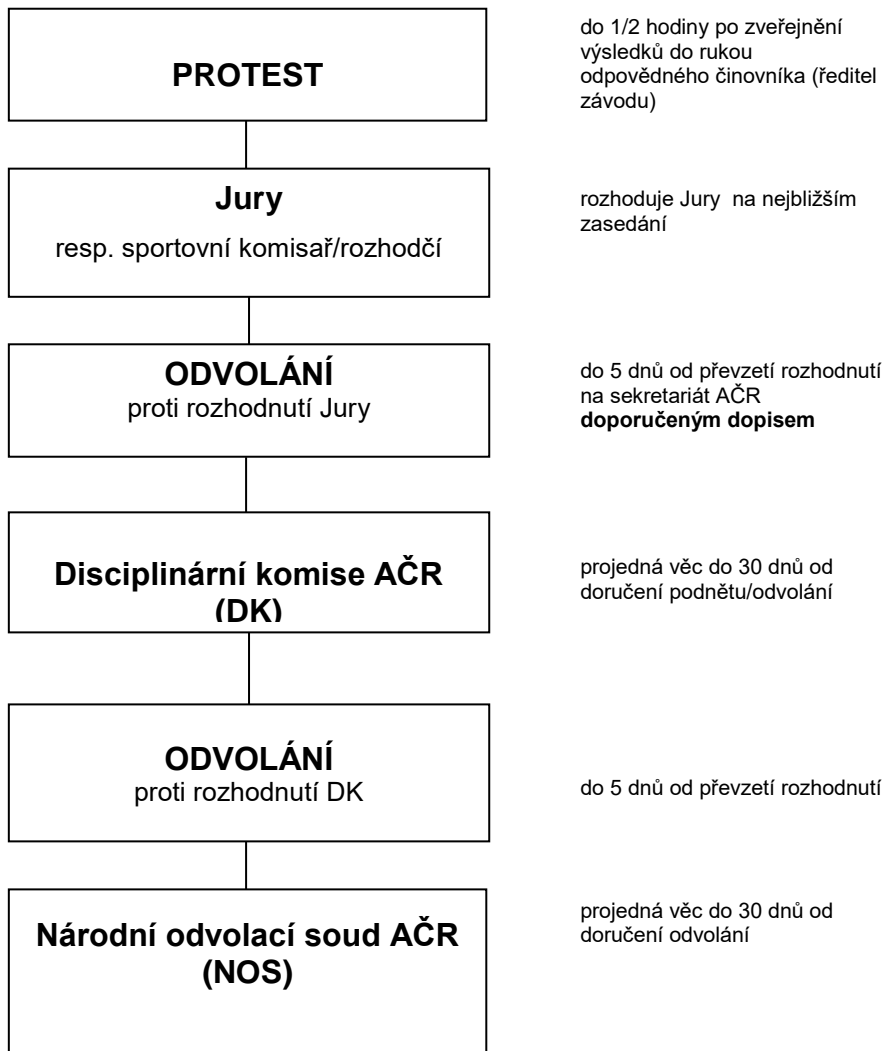 PROTEST
do 1/2 hodiny po zveřejnění
výsledků do rukou
odpovědného činovníka (ředitel
závodu)
Jury
resp. sportovní komisař/rozhodčí
rozhoduje Jury na nejbližším
zasedání
ODVOLÁNÍ
proti rozhodnutí Jury
do 5 dnů od převzetí rozhodnutí
na sekretariát AČR
doporučeným dopisem
Disciplinární komise AČR
(DK)
projedná věc do 30 dnů od
doručení podnětu/odvolání
ODVOLÁNÍ
proti rozhodnutí DK
do 5 dnů od převzetí rozhodnutí
Národní odvolací soud AČR
(NOS)
projedná věc do 30 dnů od
doručení odvolání